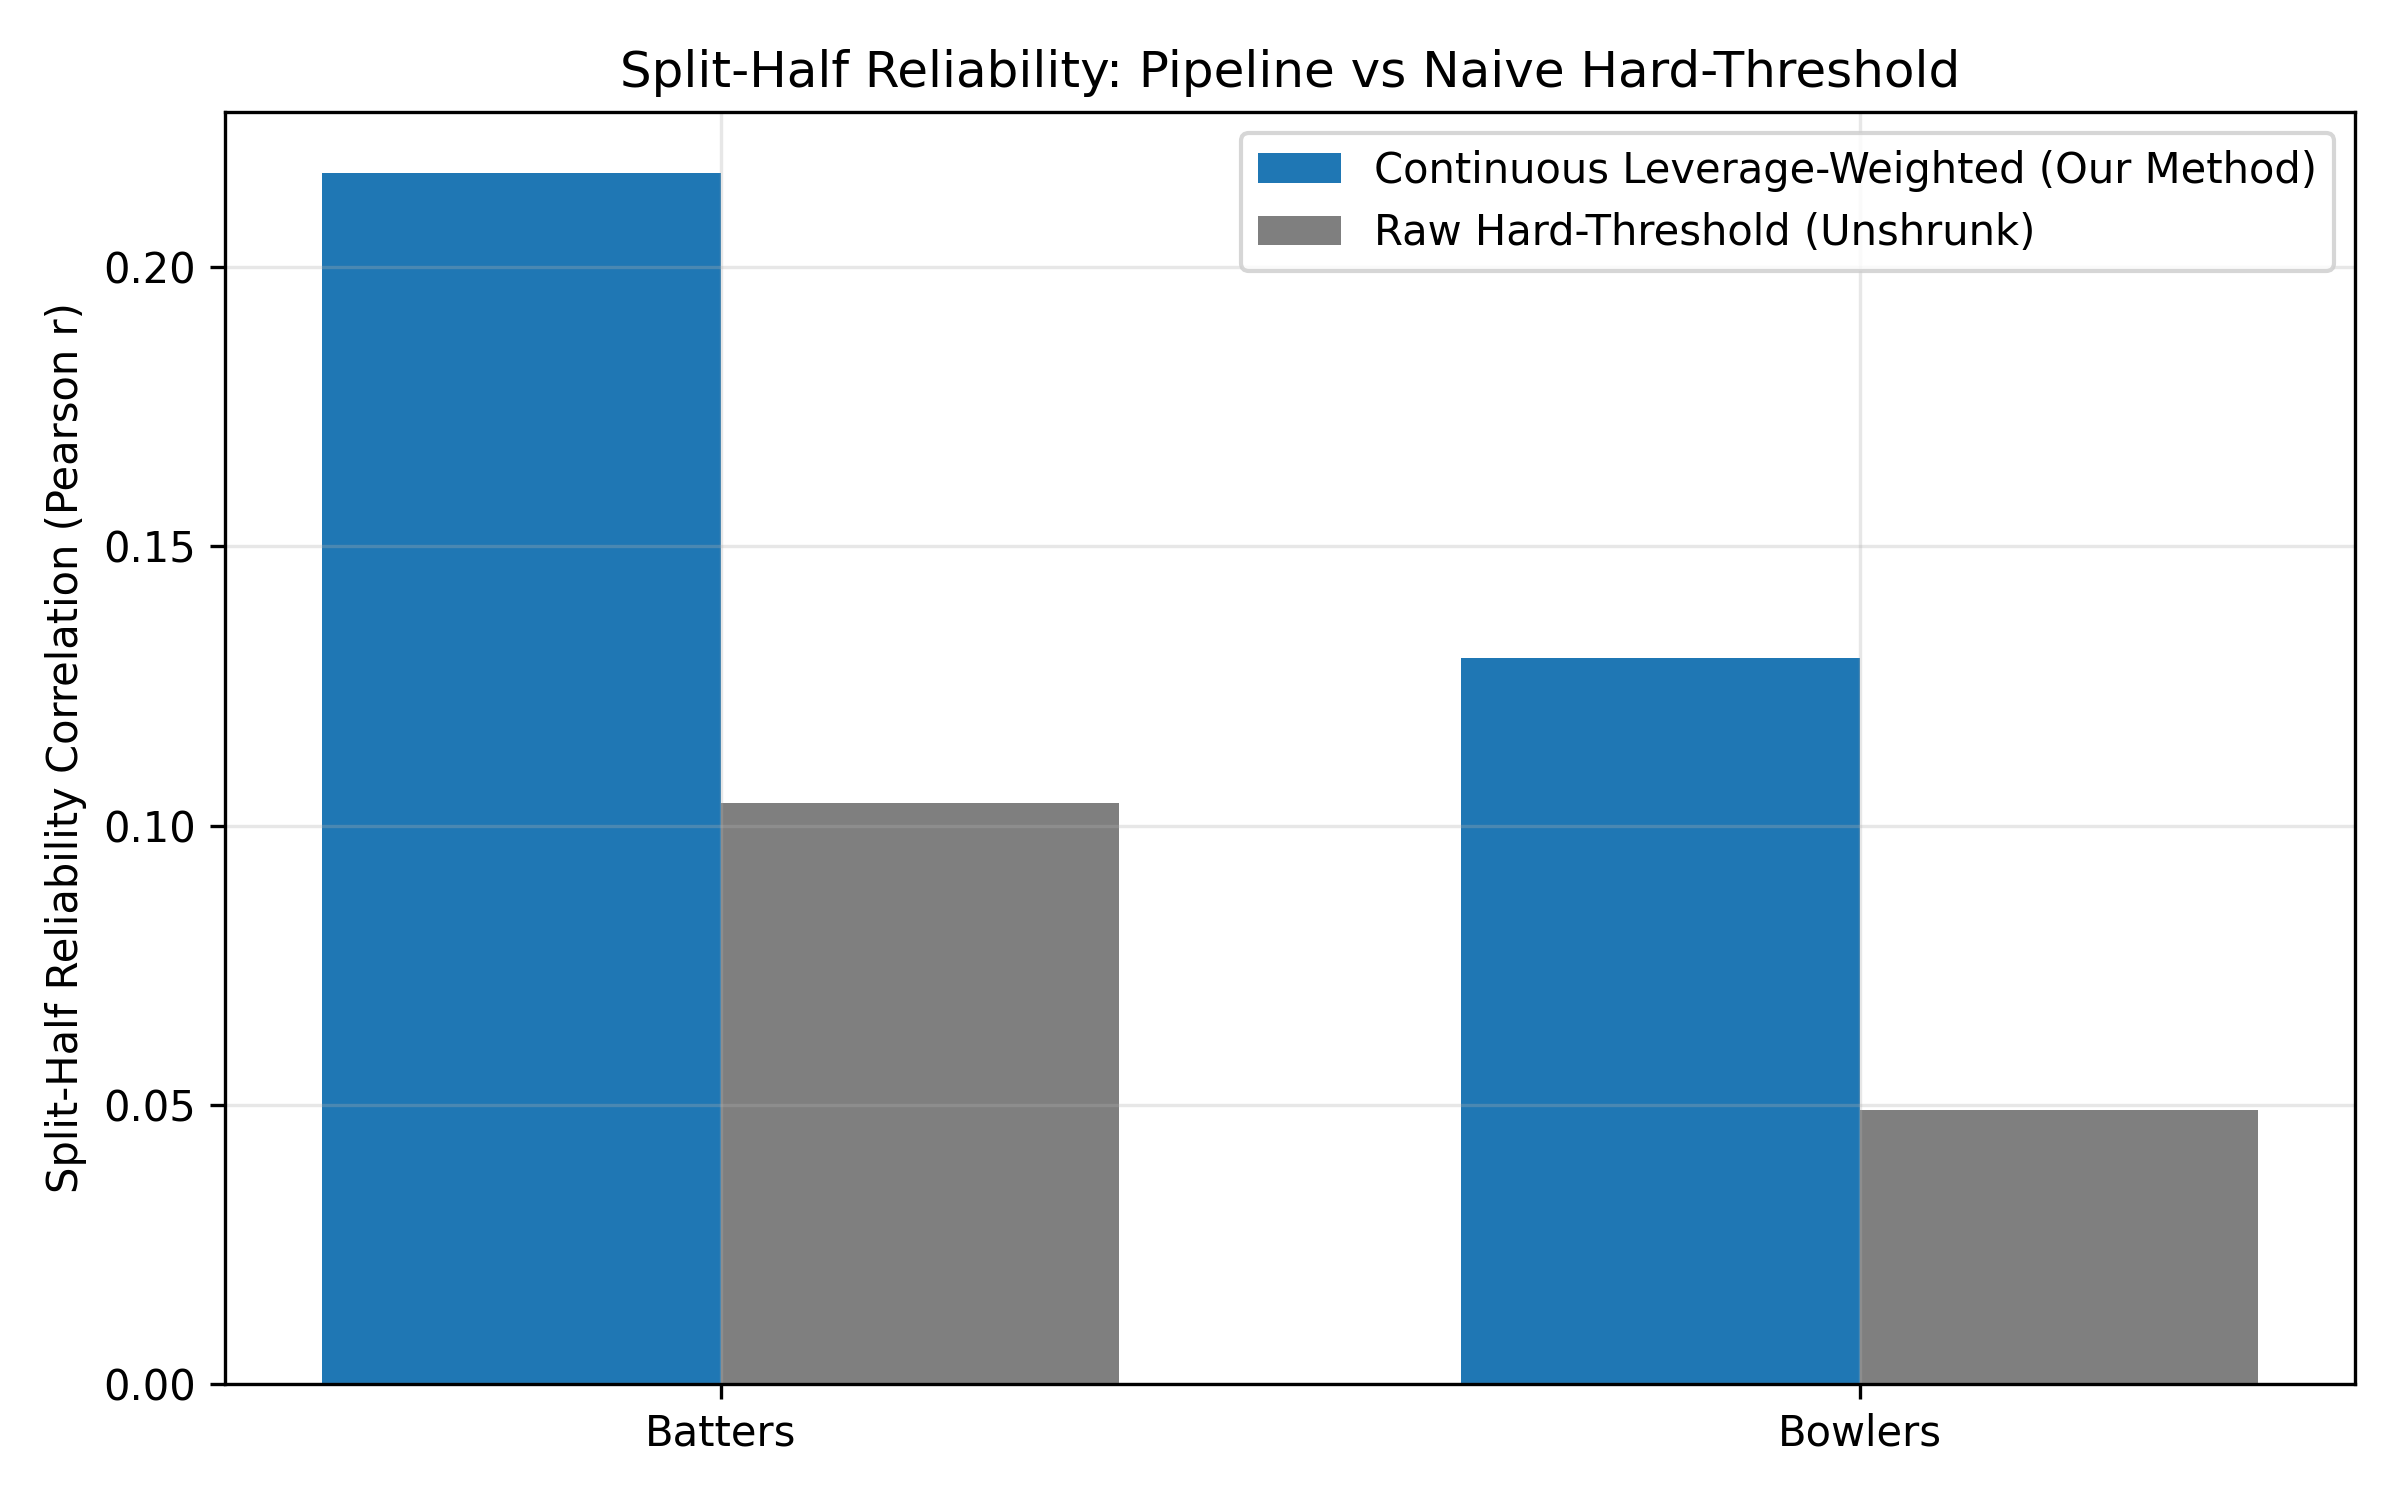 Split-Half Reliability: Pipeline vs Naive Hard-Threshold
Continuous Leverage-Weighted (Our Method)
Raw Hard-Threshold (Unshrunk)
Split-Half Reliability Correlation (Pearson r)
0.20
0.15
0.10
0.05
0.00
Batters
Bowlers